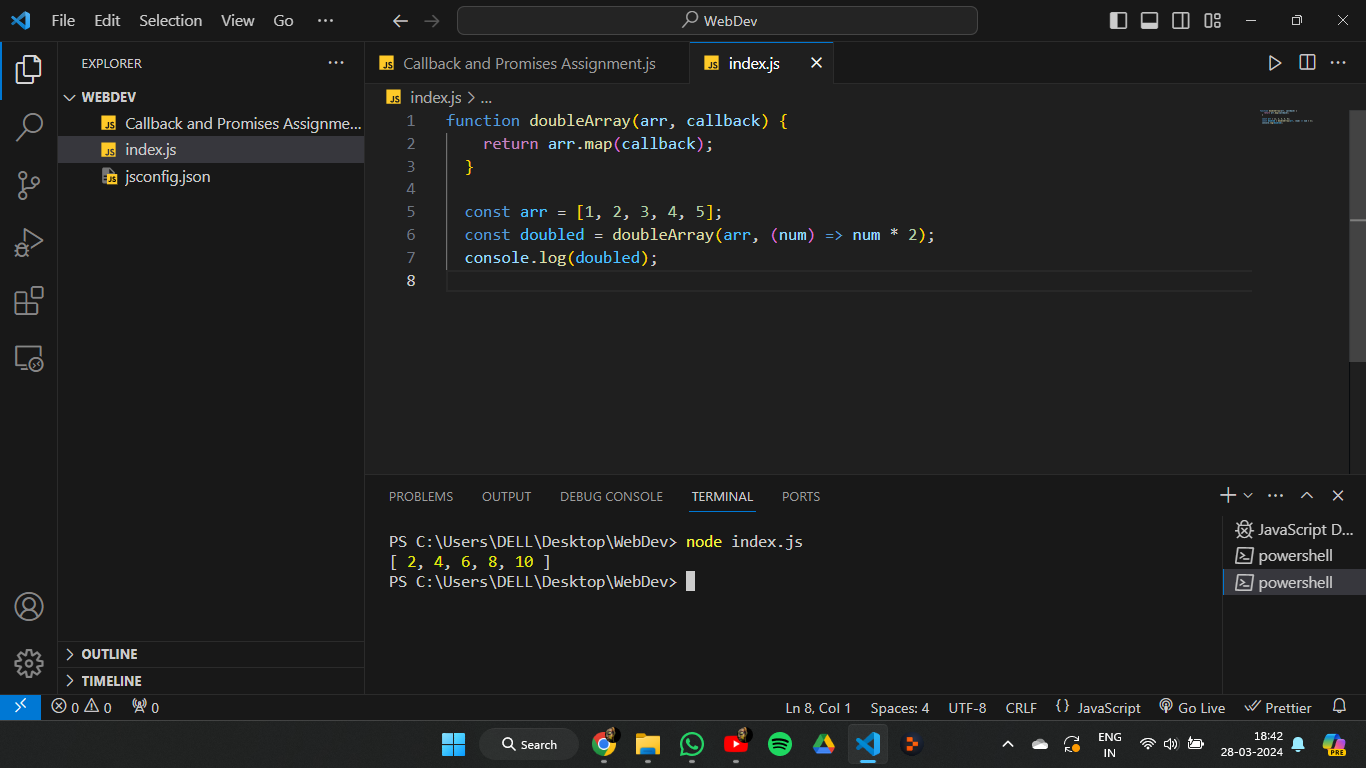 File Edit Selection View Go ··· WebDev
EXPLORER ···
WEBDEV
Callback and Promises Assignme...
index.js
jsconfig.json
OUTLINE
TIMELINE
Callback and Promises Assignment.js index.js
index.js > ...
1 function doubleArray(arr, callback) {
2 return arr.map(callback);
3 }
4
5 const arr = [1, 2, 3, 4, 5];
6 const doubled = doubleArray(arr, (num) => num * 2);
7 console.log(doubled);
8
PROBLEMS OUTPUT DEBUG CONSOLE TERMINAL PORTS
PS C:\Users\DELL\Desktop\WebDev> node index.js
[ 2, 4, 6, 8, 10 ]
PS C:\Users\DELL\Desktop\WebDev>
JavaScript D...
powershell
powershell
0 0 0 Ln 8, Col 1 Spaces: 4 UTF-8 CRLF {} JavaScript Go Live Prettier
Search ENG 18:42
IN 28-03-2024
PRE